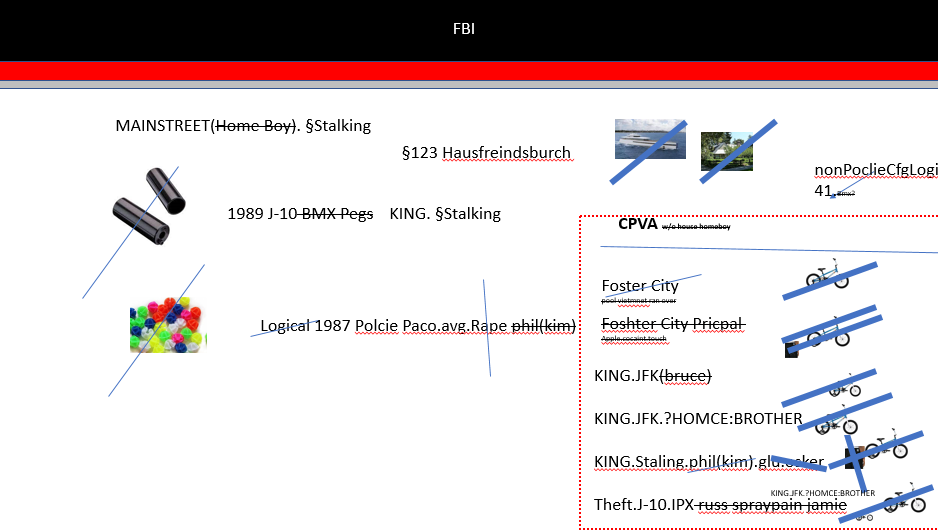 FBI
MAINSTREET(Home Boy). §Stalking
§123 Hausfreindsburch
nonPoclieCfgLogi
41. Bmx?
1989 J-10 BMX Pegs KING. §Stalking
CPVA w/o house homeboy
Foster City
pool vietmnet ran over
Logical 1987 Polcie Paco.avg.Rape phil(kim)
Foshter City Pricpal
Apple.cocaint.touch
KING.JFK(bruce)
KING.JFK.?HOMCE:BROTHER
KING.Staling.phil(kim).glu
KING.JFK.?HOMCE:BROTHER
Theft.J-10.IPX russ spraypain jamie